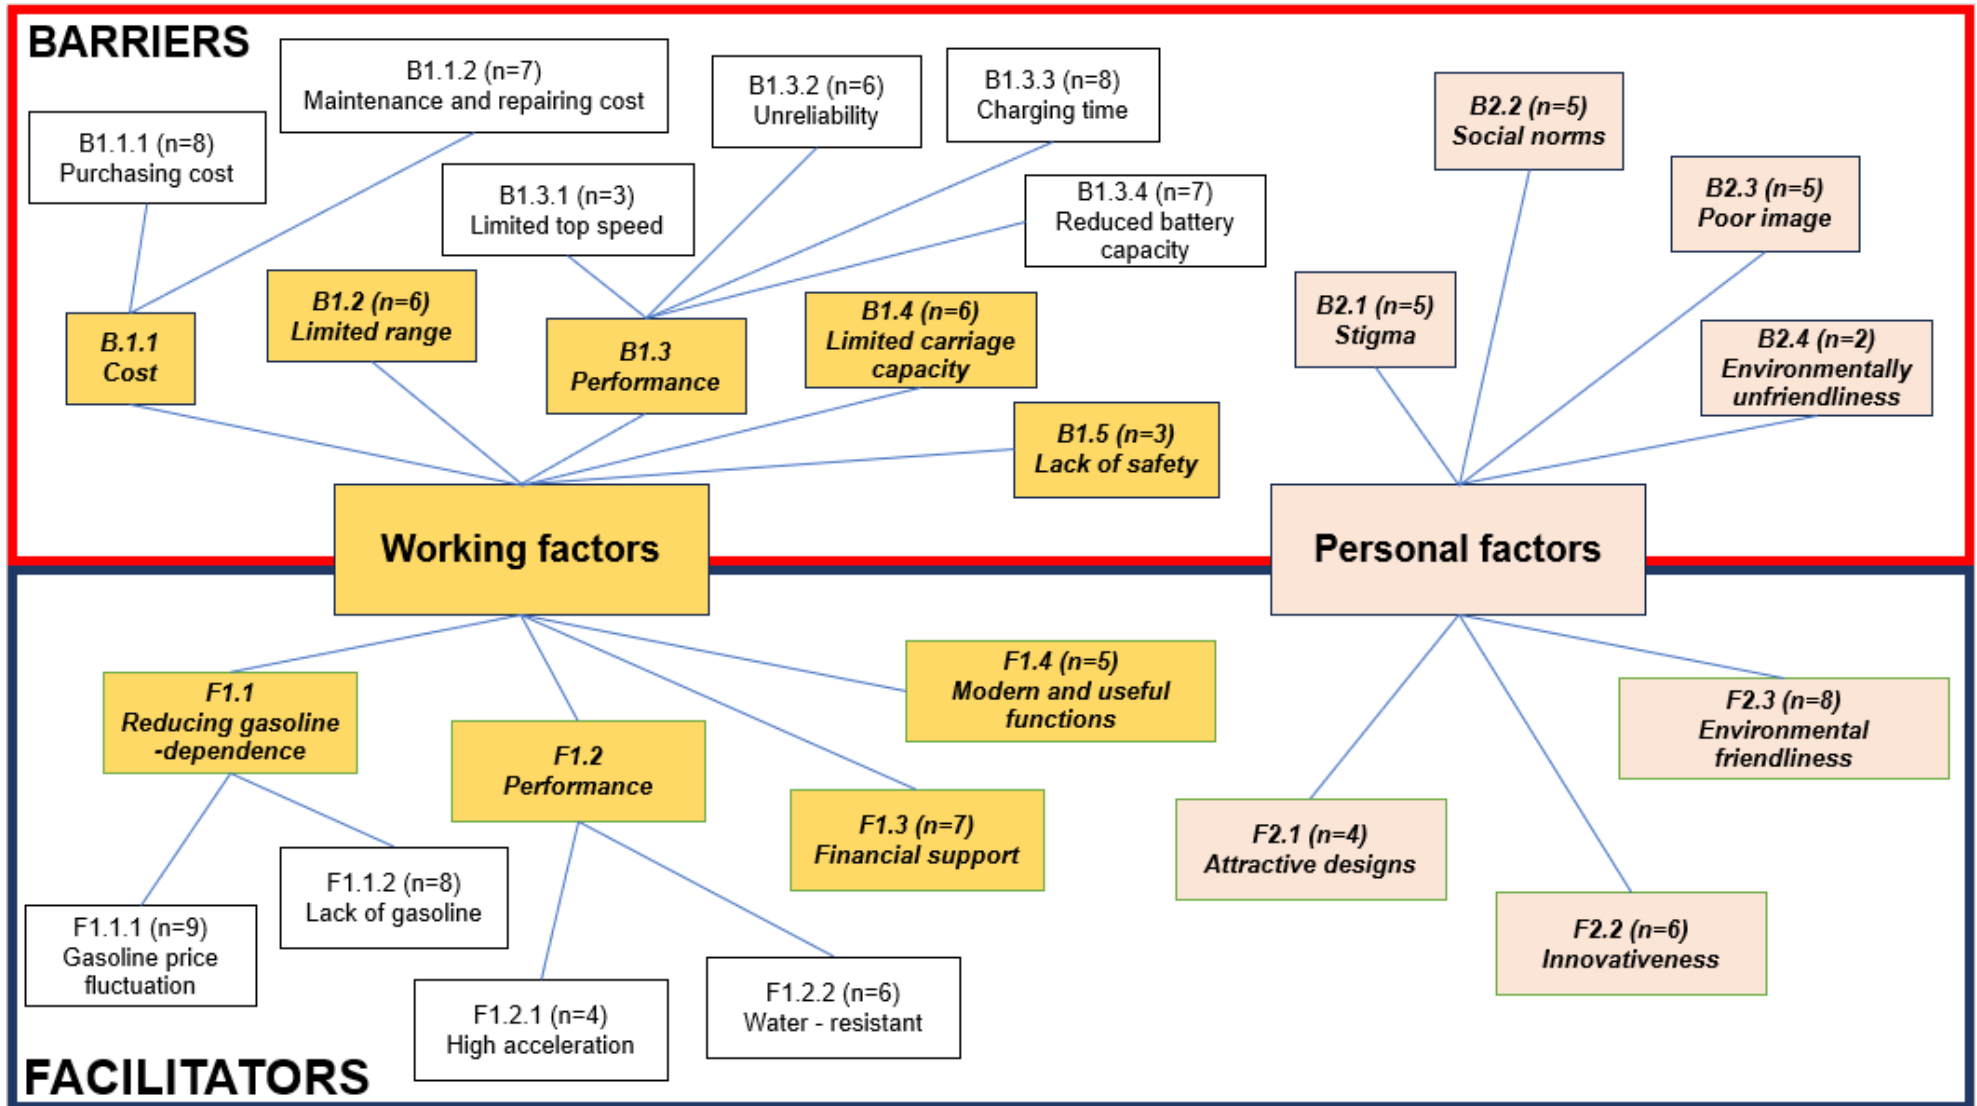 BARRIERS
B1.1.1 (n=8)
Purchasing cost
B1.1.2 (n=7)
Maintenance and repairing cost
B1.3.1 (n=3)
Limited top speed
B1.3.2 (n=6)
Unreliability
B1.3.3 (n=8)
Charging time
B1.3.4 (n=7)
Reduced battery
capacity
B2.2 (n=5)
Social norms
B2.3 (n=5)
Poor image
B2.1 (n=5)
Stigma
B2.4 (n=2)
Environmentally
unfriendliness
B.1.1
Cost
B1.2 (n=6)
Limited range
B1.3
Performance
B1.4 (n=6)
Limited carriage
capacity
B1.5 (n=3)
Lack of safety
Working factors
Personal factors
F1.1
Reducing gasoline
-dependence
F1.2
Performance
F1.4 (n=5)
Modern and useful
functions
F1.3 (n=7)
Financial support
F2.3 (n=8)
Environmental
friendliness
F2.1 (n=4)
Attractive designs
F2.2 (n=6)
Innovativeness
F1.1.1 (n=9)
Gasoline price
fluctuation
F1.1.2 (n=8)
Lack of gasoline
F1.2.1 (n=4)
High acceleration
F1.2.2 (n=6)
Water - resistant
FACILITATORS